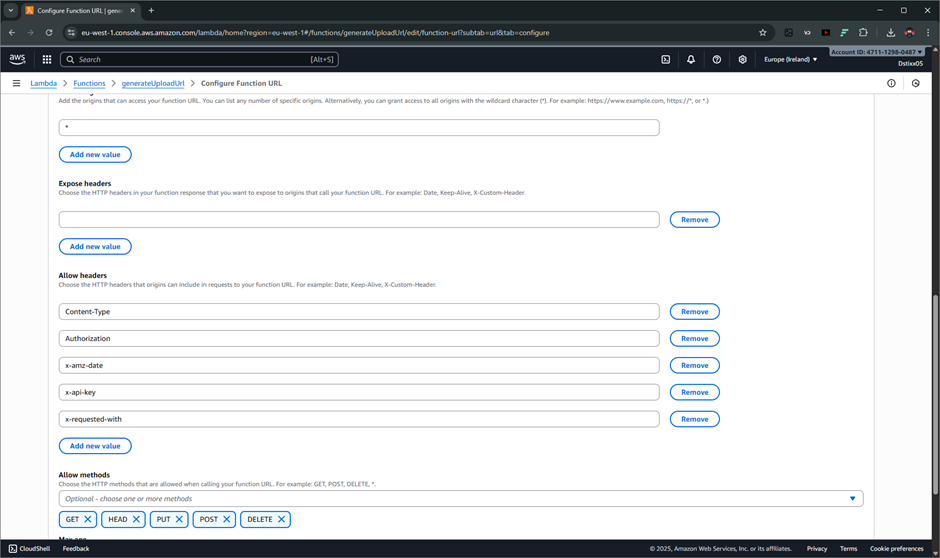 Configure Function URL | gener
eu-west-1.console.aws.amazon.com/lambda/home?region=eu-west-1#/functions/generateUploadUrl/edit/function-url?subtab=url&tab=configure
aws
Search
[Alt+S]
Europe (Ireland)
Account ID: 4711-1298-0487
DstixxOS
Lambda > Functions > generateUploadUrl > Configure Function URL
Add the origins that can access your function URL. You can list any number of specific origins. Alternatively, you can grant access to all origins with the wildcard character (*). For example: https://www.example.com, https://*, or *.)
*
Add new value
Expose headers
Choose the HTTP headers in your function response that you want to expose to origins that call your function URL. For example: Date, Keep-Alive, X-Custom-Header.
Remove
Add new value
Allow headers
Choose the HTTP headers that origins can include in requests to your function URL. For example: Date, Keep-Alive, X-Custom-Header.
Content-Type Remove
Authorization Remove
x-amz-date Remove
x-api-key Remove
x-requested-with Remove
Add new value
Allow methods
Choose the HTTP methods that are allowed when calling your function URL. For example: GET, POST, DELETE, *.
Optional - choose one or more methods
GET HEAD PUT POST DELETE
CloudShell Feedback © 2025, Amazon Web Services, Inc. or its affiliates. Privacy Terms Cookie preferences